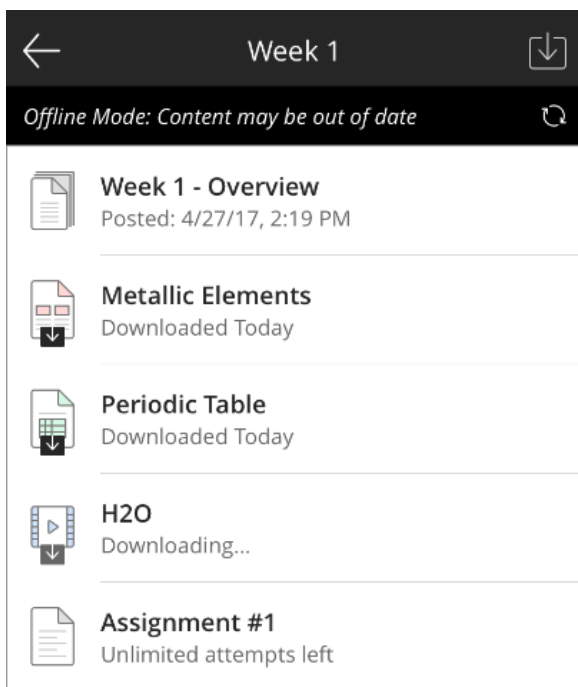 Week 1
Offline Mode: Content may be out of date
Week 1 - Overview
Posted: 4/27/17, 2:19 PM
Metallic Elements
Downloaded Today
Periodic Table
Downloaded Today
H2O
Downloading...
Assignment #1
Unlimited attempts left